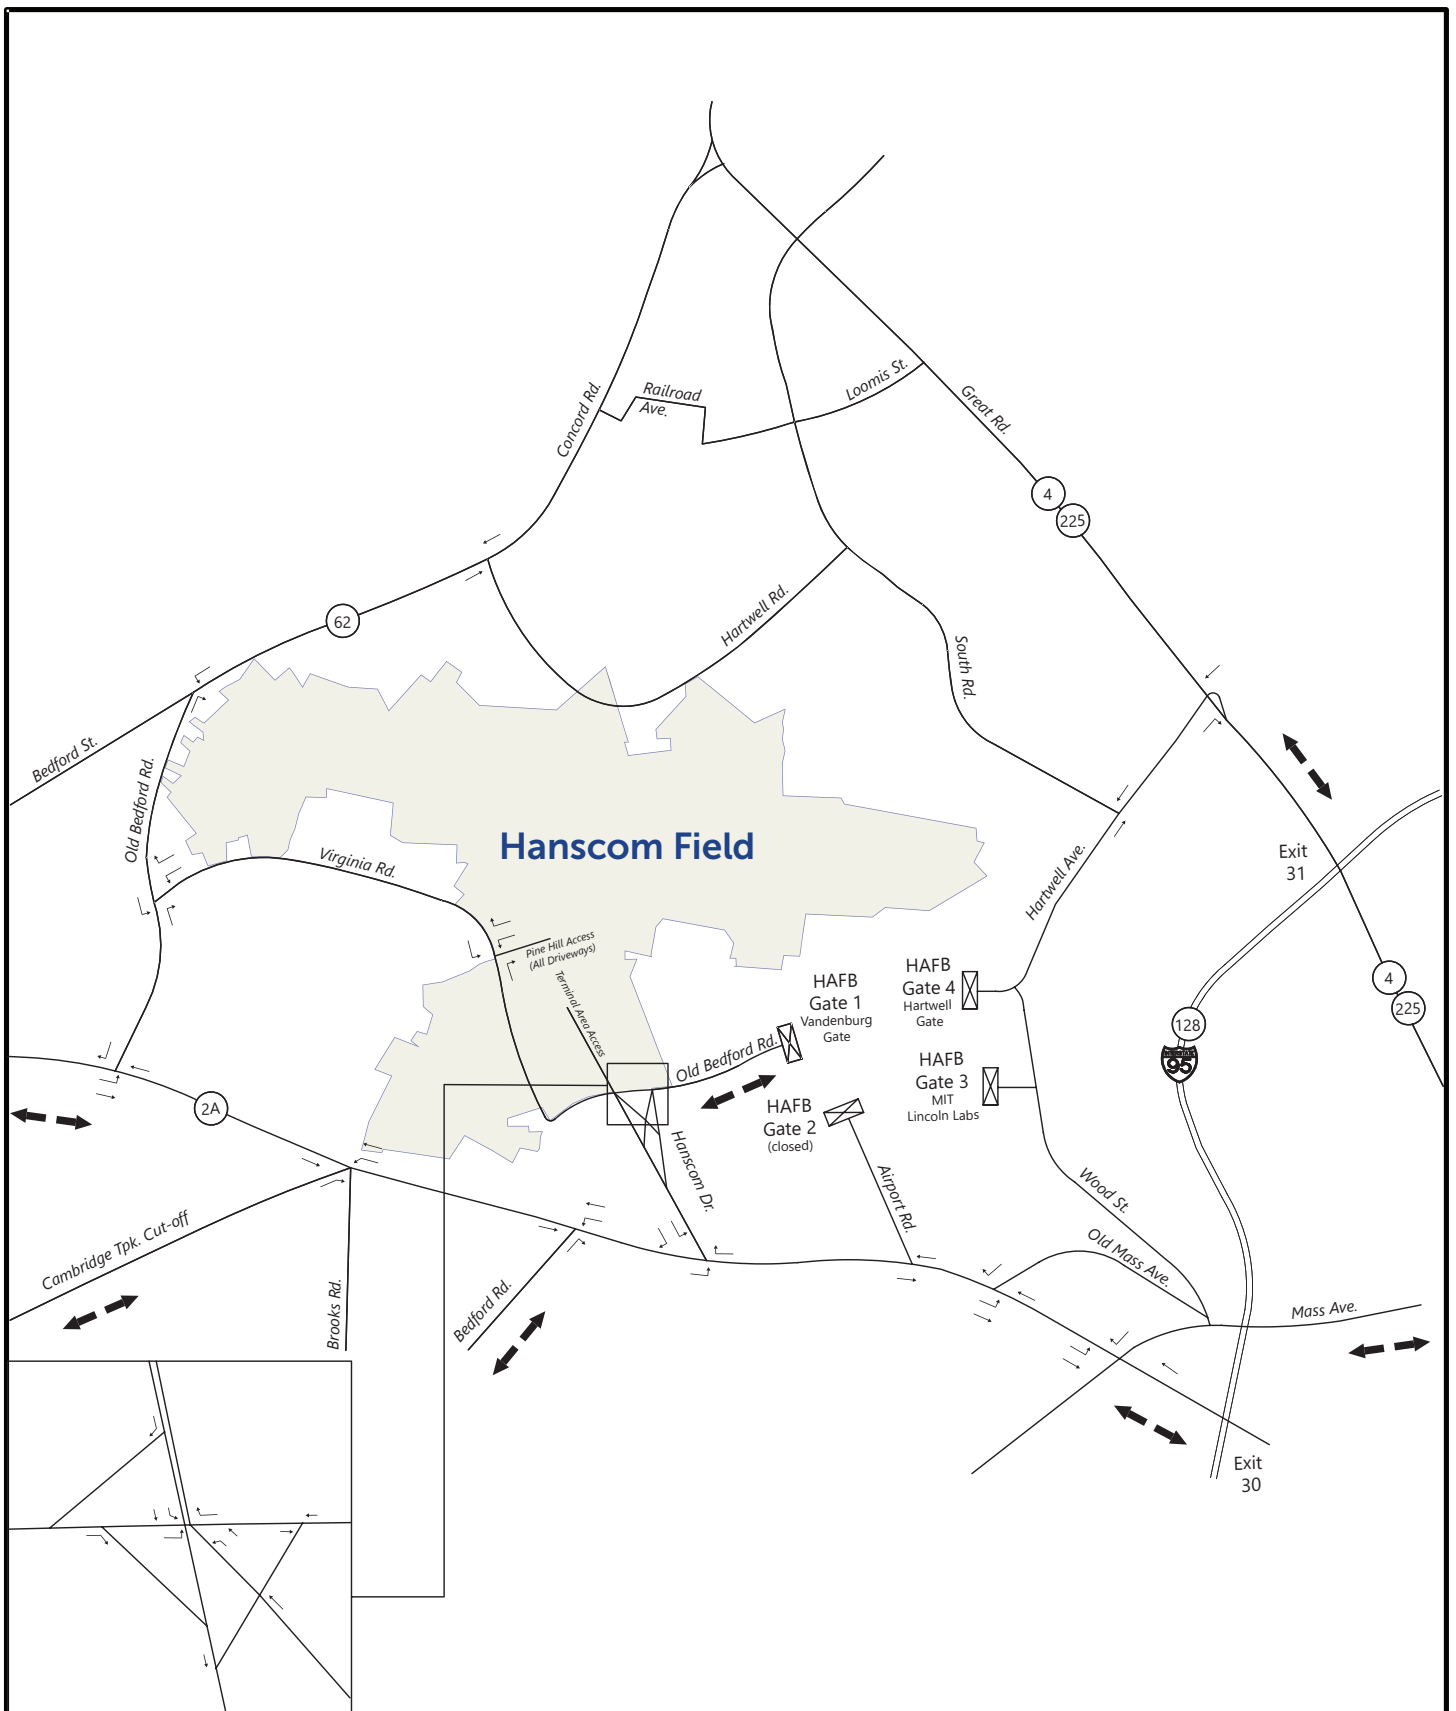 Concord Rd.
Railroad
Ave.
Loomis St.
Great Rd.
4
225
62
Hartwell Rd.
South Rd.
Bedford St.
Old Bedford Rd.
Virginia Rd.
Hanscom Field
Hartwell Ave.
Exit
31
Pine Hill Access
(All Driveways)
Terminal Area Access
HAFB
Gate 1
Vandenburg
Gate
HAFB
Gate 4
Hartwell
Gate
4
225
128
INTERSTATE
95
Old Bedford Rd.
HAFB
Gate 3
MIT
Lincoln Labs
2A
HAFB
Gate 2
(closed)
Hanscom Dr.
Airport Rd.
Wood St.
Old Mass Ave.
Cambridge Tpk. Cut-off
Brooks Rd.
Bedford Rd.
Mass Ave.
Exit
30